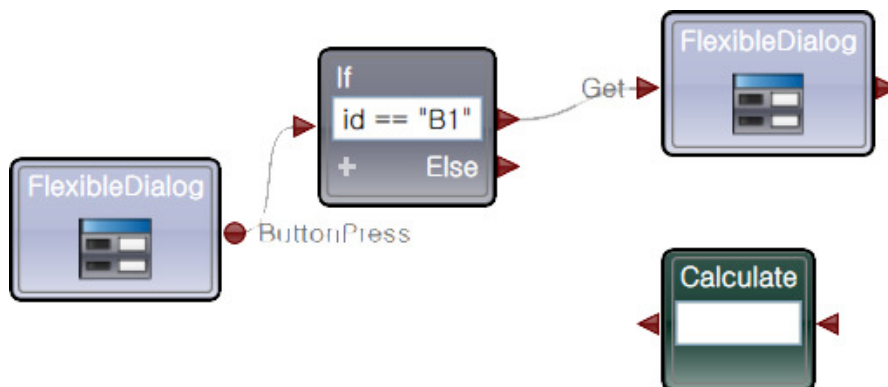 FlexibleDialog
ButtonPress
If
id == "B1"
+ Else
Get
FlexibleDialog
Calculate